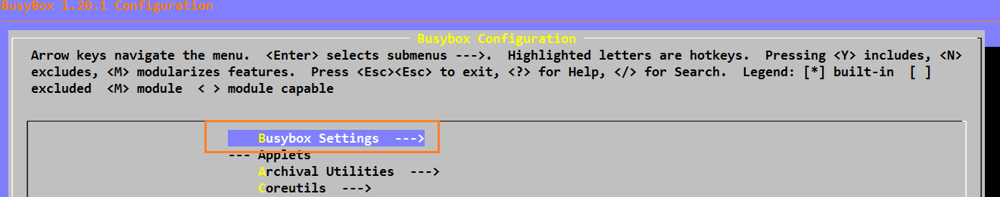 BusyBox 1.20.1 Configuration
Busybox Configuration
Arrow keys navigate the menu.  <Enter> selects submenus --->.  Highlighted letters are hotkeys.  Pressing <Y> includes, <N>
excludes, <M> modularizes features.  Press <Esc><Esc> to exit, <?> for Help, </> for Search.  Legend: [*] built-in  [ ]
excluded  <M> module  < > module capable
Busybox Settings  --->
--- Applets
Archival Utilities  --->
Coreutils  --->